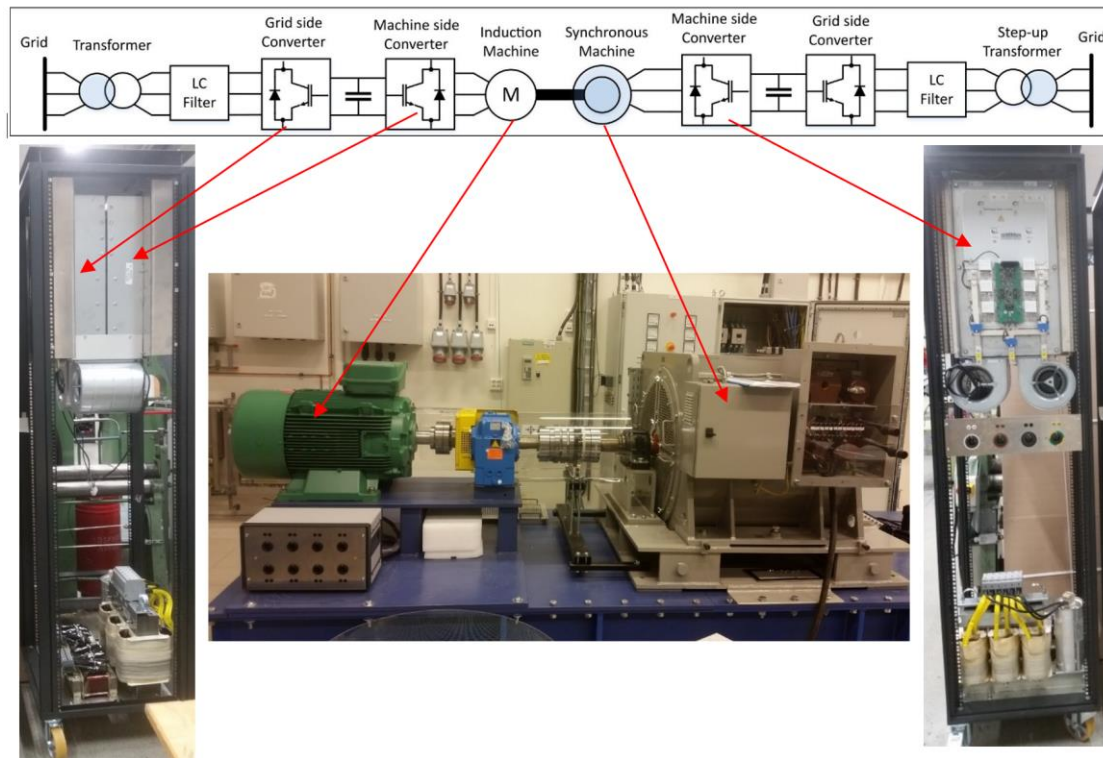 Grid
Transformer
LC
Filter
Grid side
Converter
Machine side
Converter
Induction
Machine
M
Synchronous
Machine
Machine side
Converter
Grid side
Converter
LC
Filter
Step-up
Transformer
Grid